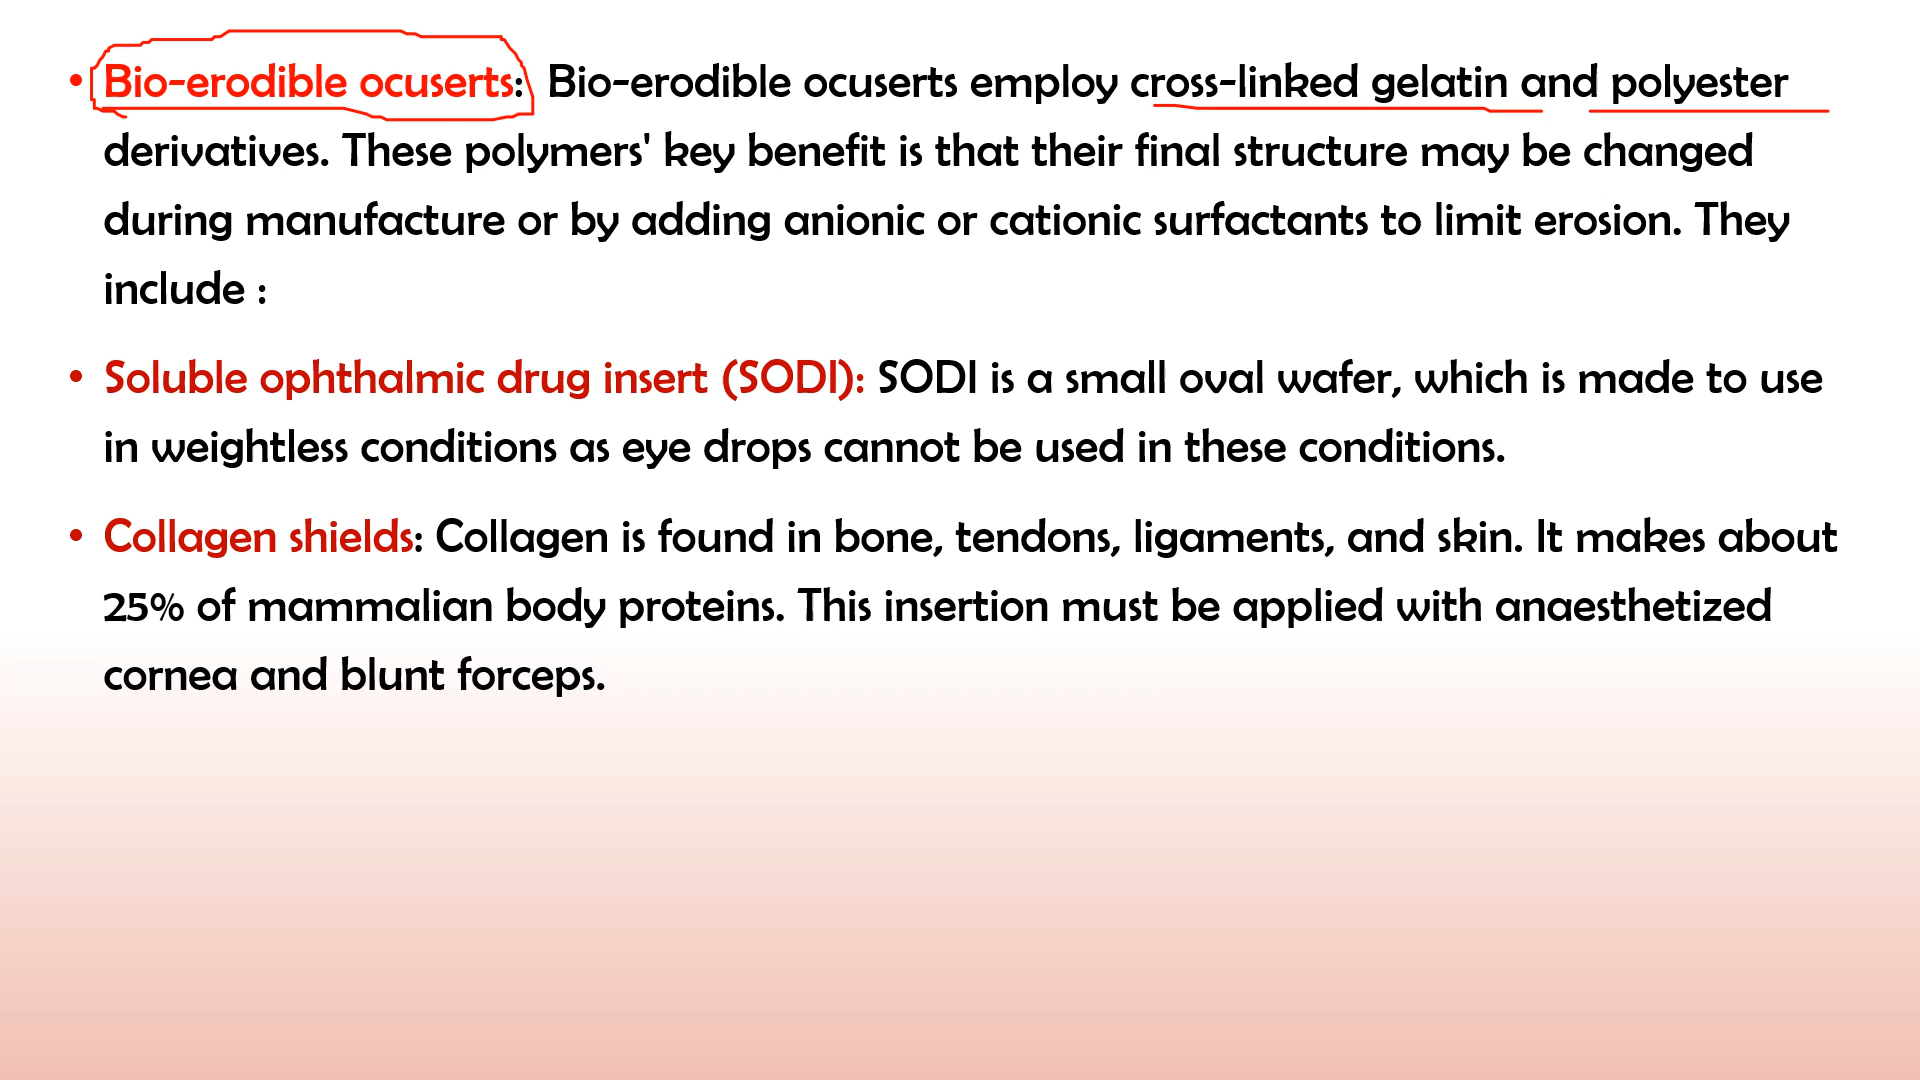 • Bio-erodible ocuserts: Bio-erodible ocuserts employ cross-linked gelatin and polyester
derivatives. These polymers' key benefit is that their final structure may be changed
during manufacture or by adding anionic or cationic surfactants to limit erosion. They
include :
• Soluble ophthalmic drug insert (SODI): SODI is a small oval wafer, which is made to use
in weightless conditions as eye drops cannot be used in these conditions.
• Collagen shields: Collagen is found in bone, tendons, ligaments, and skin. It makes about
25% of mammalian body proteins. This insertion must be applied with anaesthetized
cornea and blunt forceps.